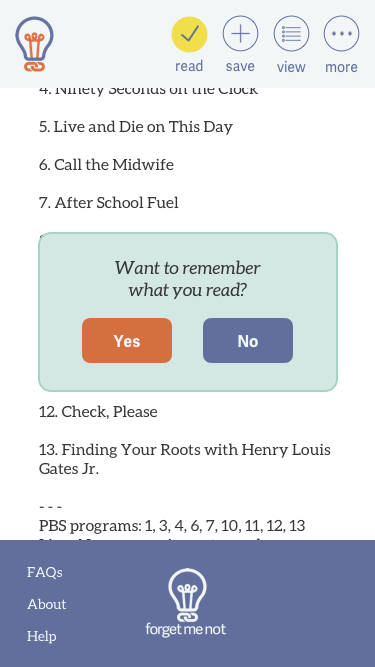 read save view more
4. Ninety Seconds on the Clock
5. Live and Die on This Day
6. Call the Midwife
7. After School Fuel
Want to remember
what you read?
Yes No
12. Check, Please
13. Finding Your Roots with Henry Louis
Gates Jr.
- - -
PBS programs: 1, 3, 4, 6, 7, 10, 11, 12, 13
FAQs
About
Help
forget me not